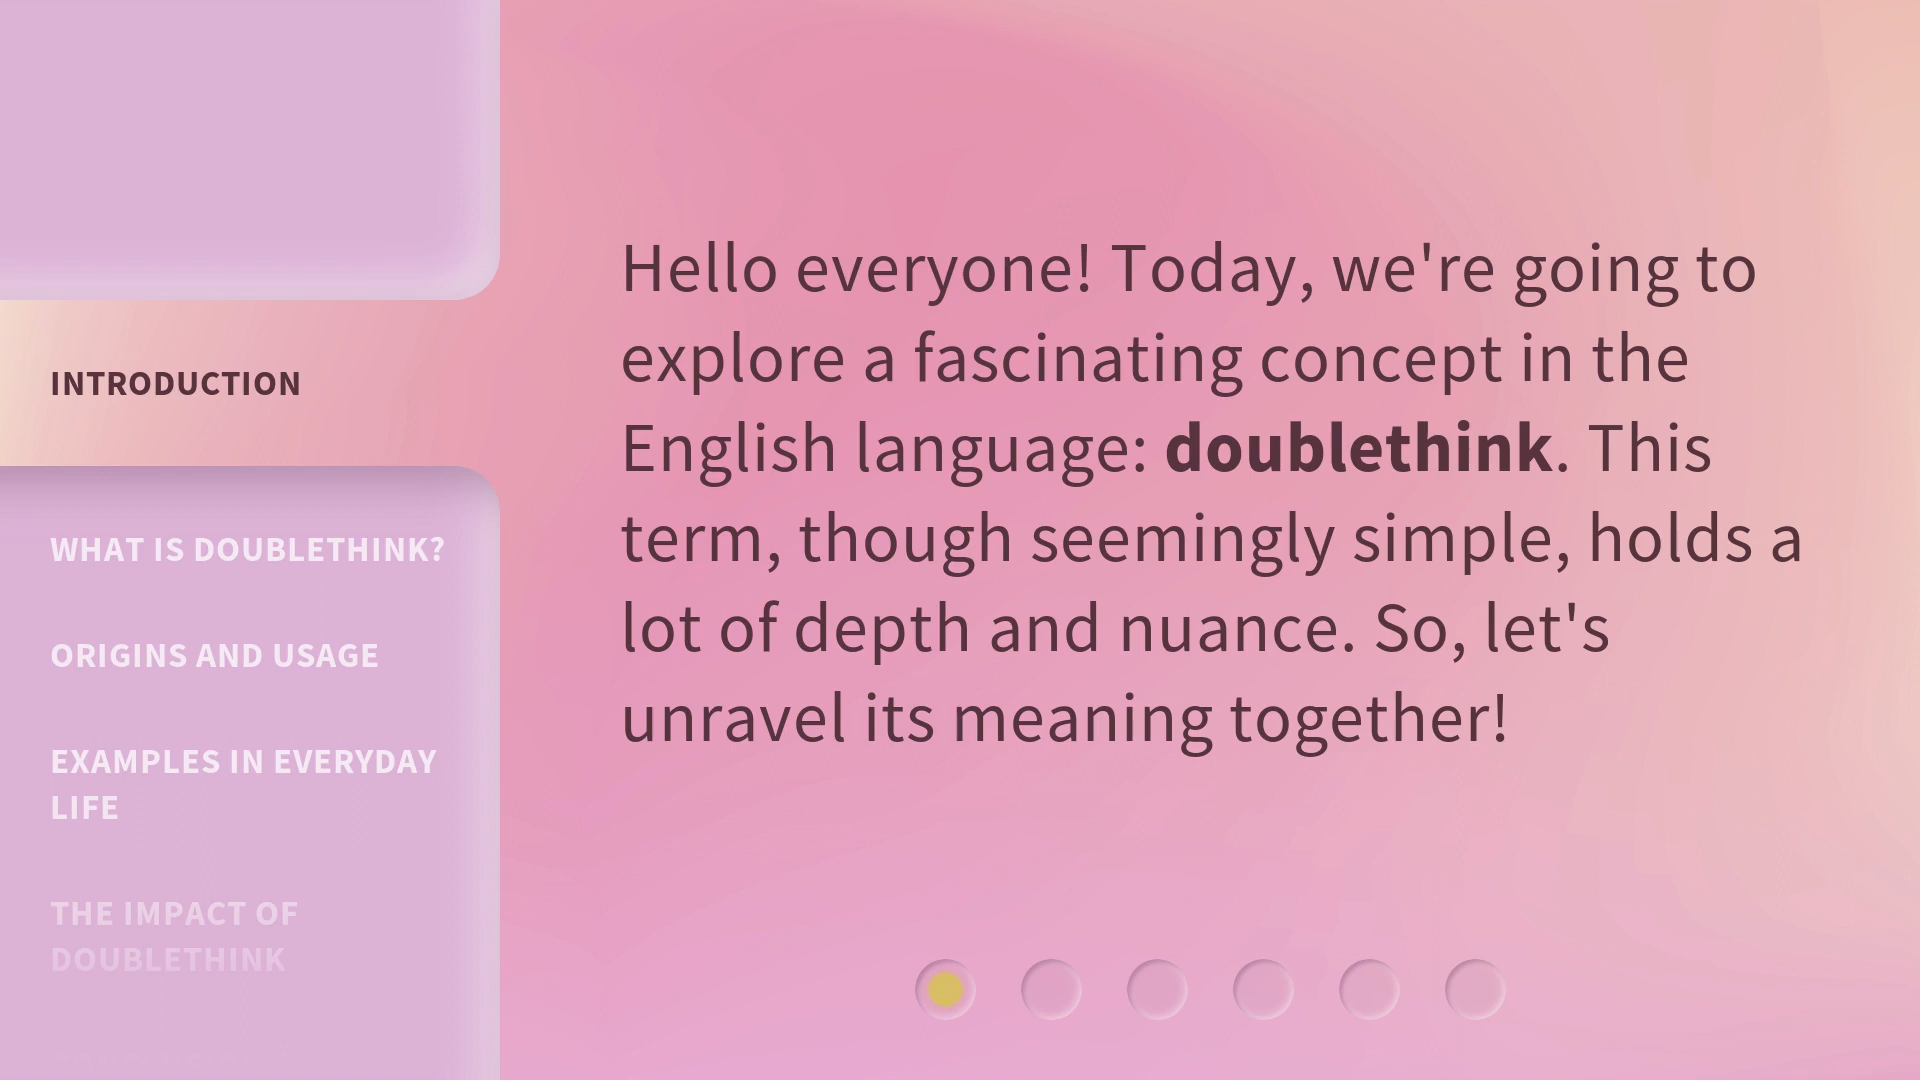 INTRODUCTION
WHAT IS DOUBLETHINK?
ORIGINS AND USAGE
EXAMPLES IN EVERYDAY
LIFE
THE IMPACT OF
DOUBLETHINK
CONCLUSION
Hello everyone! Today, we're going to
explore a fascinating concept in the
English language: doublethink. This
term, though seemingly simple, holds a
lot of depth and nuance. So, let's
unravel its meaning together!